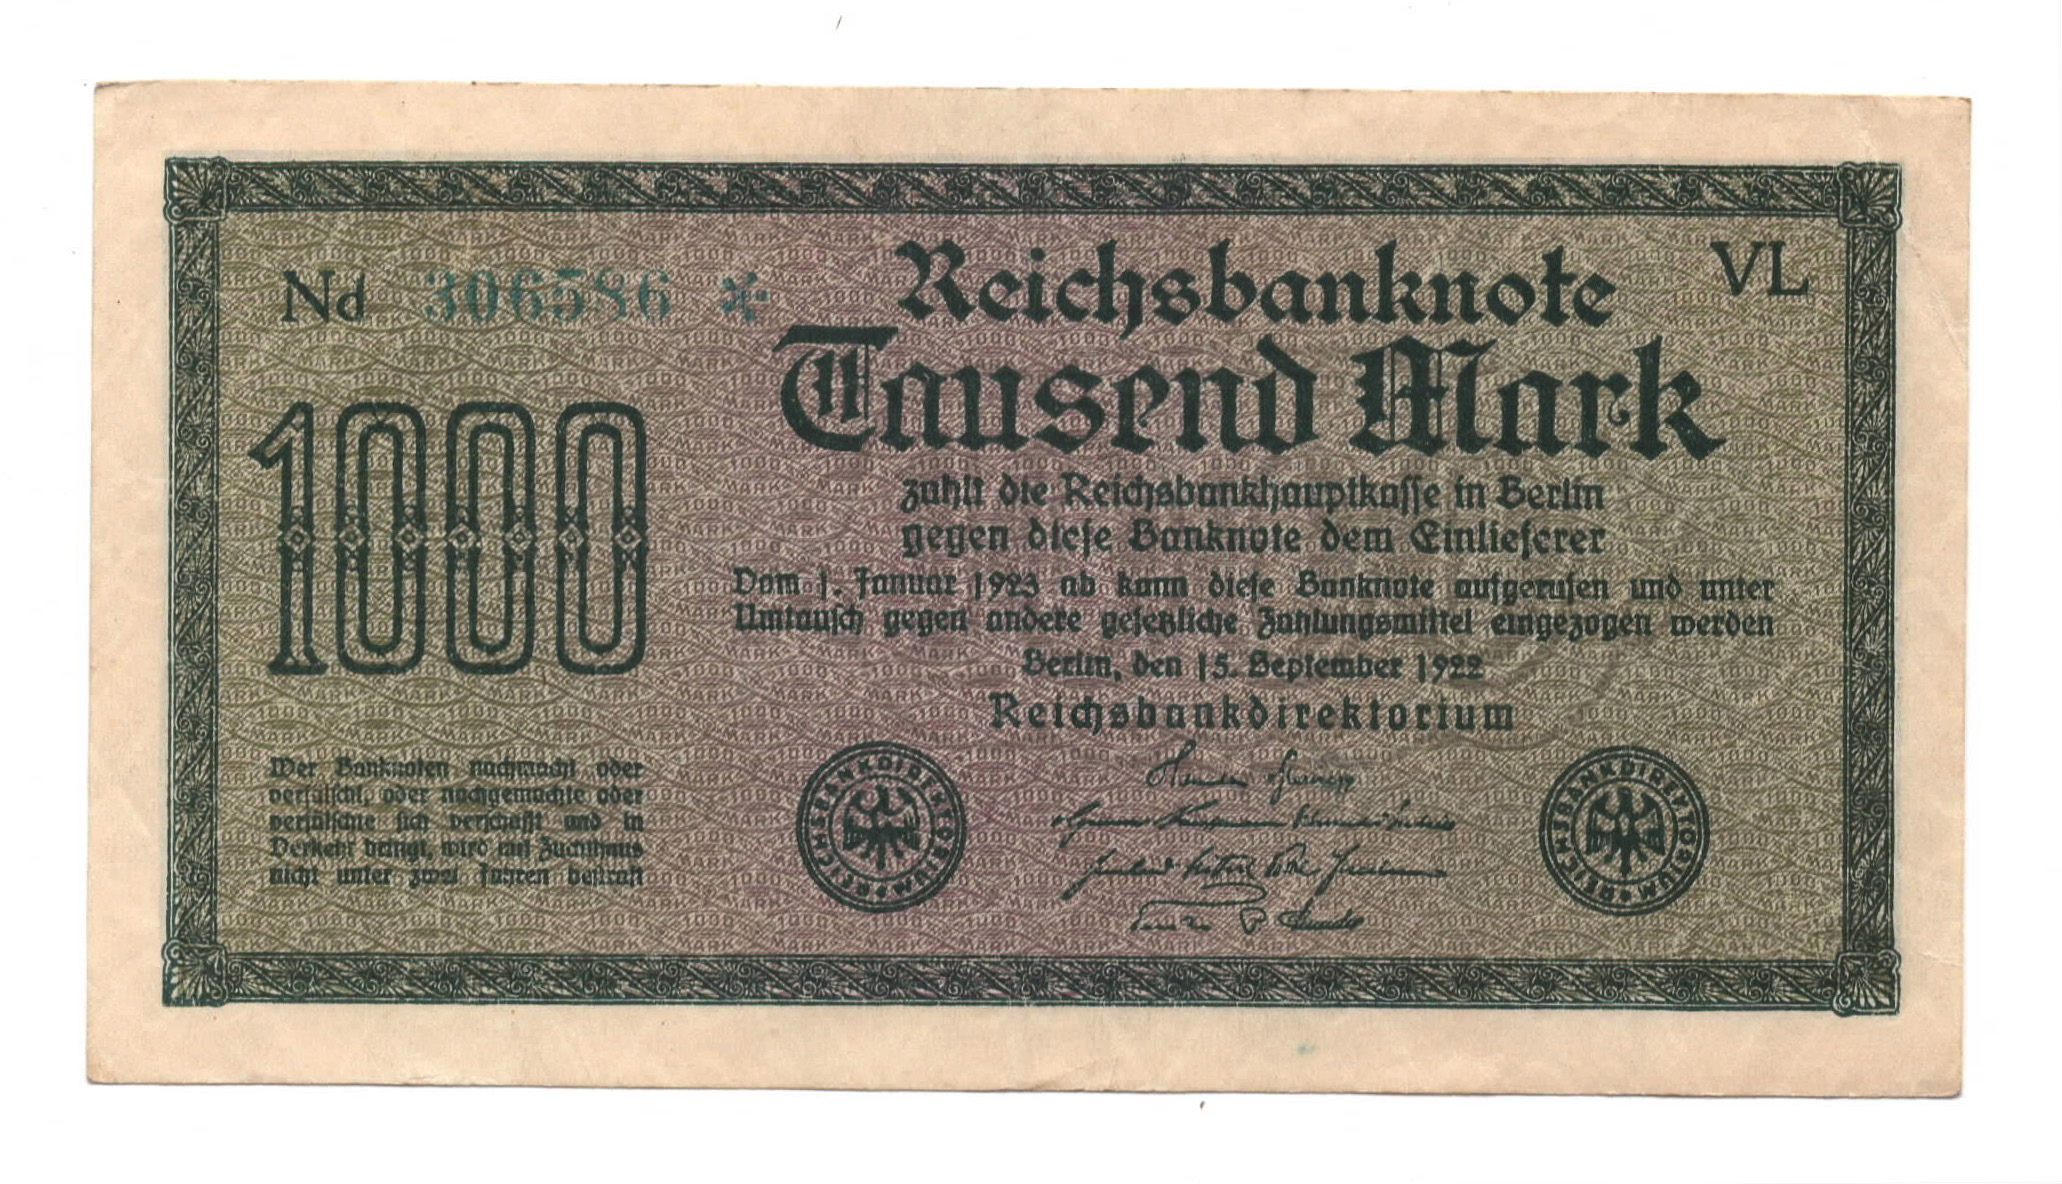 Nd 306586 *
Reichsbanknote
VL
Tausend Mark
1000
zahlt die Reichsbankhauptkasse in Berlin
gegen diese Banknote dem Einlieferer
Vom 1. Januar 1923 ab kann diese Banknote aufgerufen und unter
Umtausch gegen andere gesetzliche Zahlungsmittel eingezogen werden
Berlin, den 15. September 1922
Reichsbankdirektorium
Wer Banknoten nachmacht oder
verfälscht, oder nachgemachte oder
verfälschte sich verschafft und in
Verkehr bringt, wird mit Zuchthaus
nicht unter zwei Jahren bestraft
REICHSBANKDIREKTORIUM
REICHSBANKDIREKTORIUM